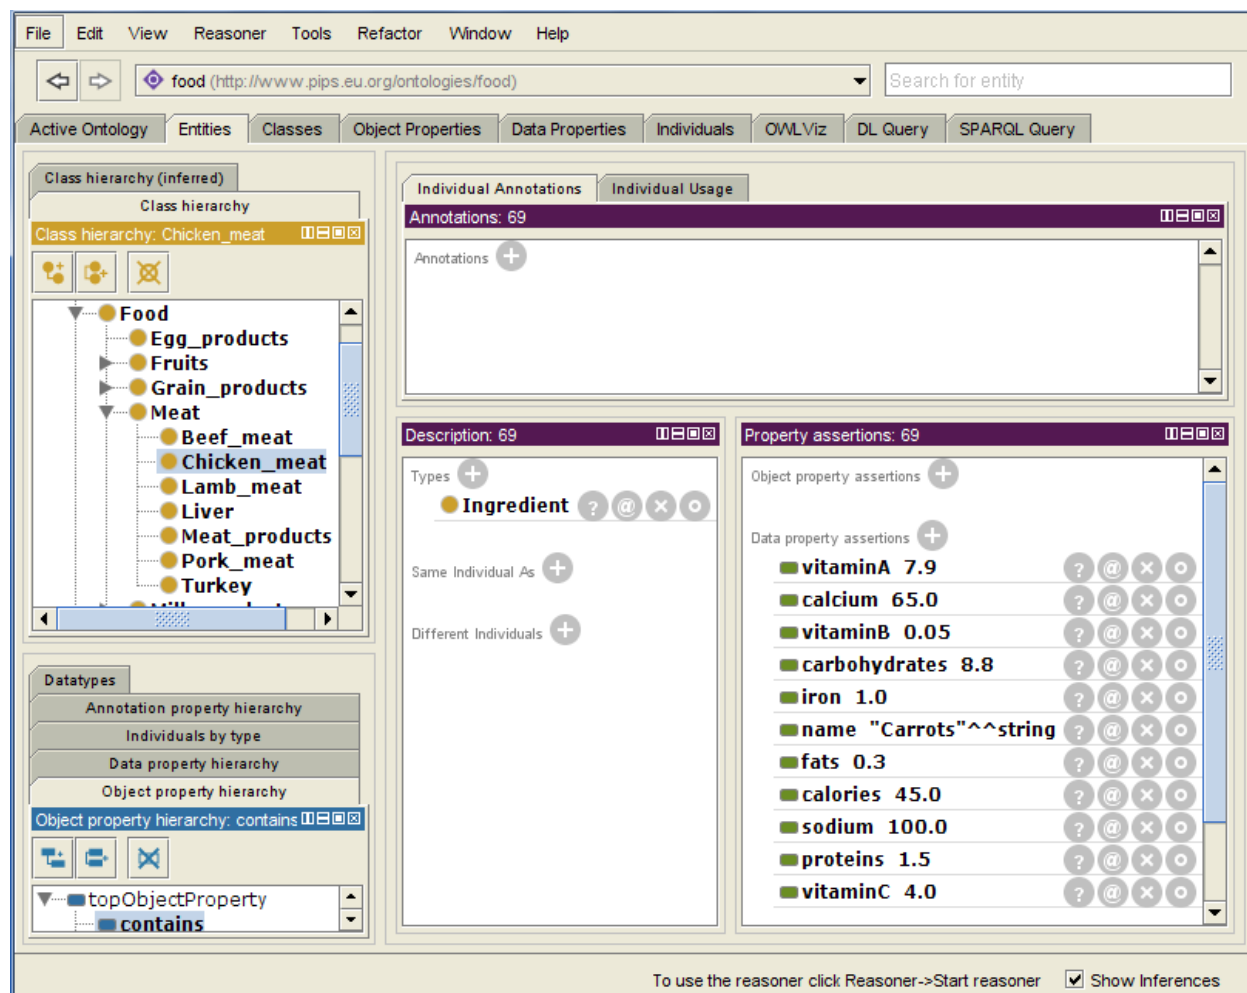 File Edit View Reasoner Tools Refactor Window Help
food (http://www.pips.eu.org/ontologies/food)
Search for entity
Active Ontology Entities Classes Object Properties Data Properties Individuals OWLViz DL Query SPARQL Query
Class hierarchy (inferred)
Class hierarchy
Class hierarchy: Chicken_meat
Food
Egg_products
Fruits
Grain_products
Meat
Beef_meat
Chicken_meat
Lamb_meat
Liver
Meat_products
Pork_meat
Turkey
Datatypes
Annotation property hierarchy
Individuals by type
Data property hierarchy
Object property hierarchy
Object property hierarchy: contains
topObjectProperty
contains
Individual Annotations Individual Usage
Annotations: 69
Annotations
Description: 69
Types
Ingredient
Same Individual As
Different Individuals
Property assertions: 69
Object property assertions
Data property assertions
vitaminA 7.9
calcium 65.0
vitaminB 0.05
carbohydrates 8.8
iron 1.0
name "Carrots"^^string
fats 0.3
calories 45.0
sodium 100.0
proteins 1.5
vitaminC 4.0
To use the reasoner click Reasoner->Start reasoner Show Inferences